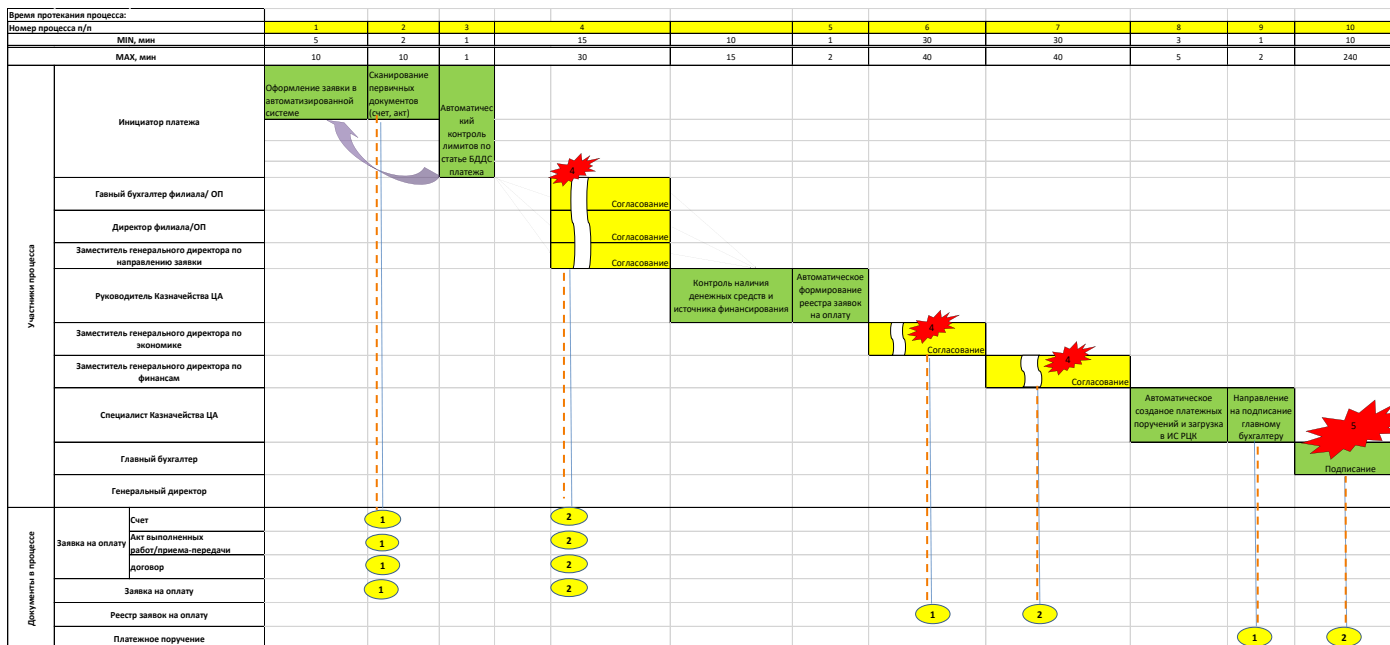 Время протекания процесса:
Номер процесса п/п 1 2 3 4 5 6 7 8 9 10
MIN, мин 5 2 1 15 10 1 30 30 3 1 10
MAX, мин 10 10 1 30 15 2 40 40 5 2 240
Участники процесса
Инициатор платежа
Оформление заявки в
автоматизированной
системе
Сканирование
первичных
документов
(счет, акт)
Автоматичес
кий
контроль
лимитов по
статье БДДС
платежа
4
Гавный бухгалтер филиала/ ОП
Согласование
Директор филиала/ОП
Согласование
Заместитель генерального директора по
направлению заявки
Согласование
Руководитель Казначейства ЦА
Контроль наличия
денежных средств и
источника финансирования
Автоматическое
формирование
реестра заявок
на оплату
Заместитель генерального директора по
экономике
4
Согласование
Заместитель генерального директора по
финансам
4
Согласование
Специалист Казначейства ЦА
Автоматическое
созданое платежных
поручений и загрузка
в ИС РЦК
Направление
на подписание
главному
бухгалтеру
5
Главный бухгалтер
Подписание
Генеральный директор
Документы в процессе
Заявка на оплату
Счет
1 2
Акт выполненных
работ/приема-передачи
1 2
договор
1 2
Заявка на оплату
1 2
Реестр заявок на оплату
1 2
Платежное поручение
1 2